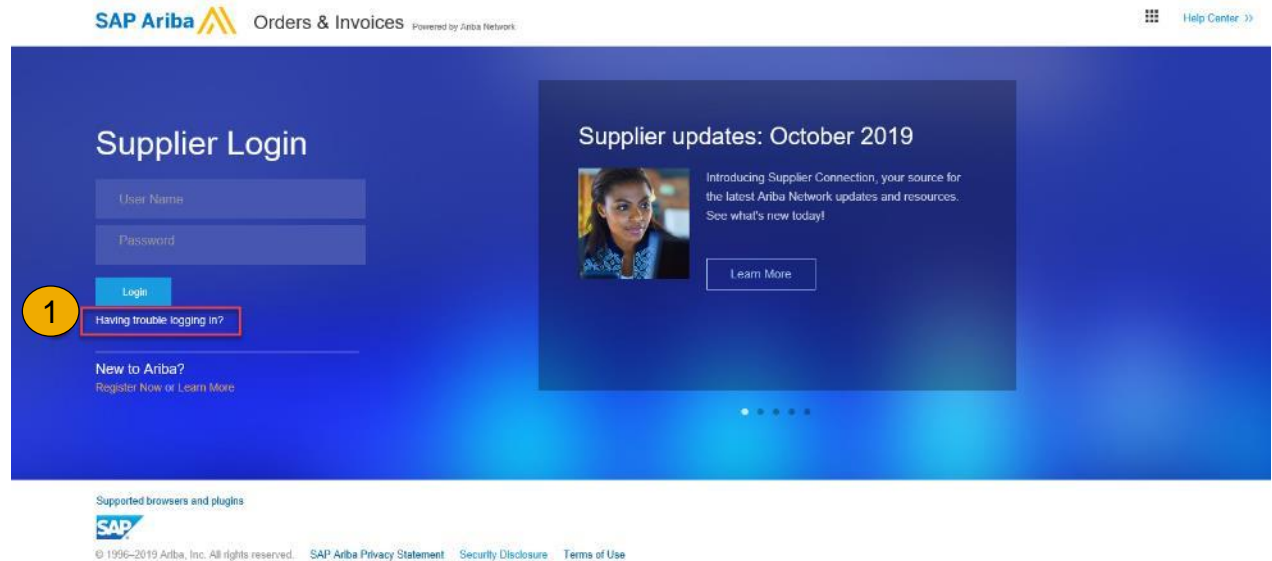 SAP Ariba Orders & Invoices Powered by Ariba Network
Help Center >>
Supplier Login
User Name
Password
Login
1
Having trouble logging in?
New to Ariba?
Register Now or Learn More
Supplier updates: October 2019
Introducing Supplier Connection, your source for
the latest Ariba Network updates and resources.
See what's new today!
Learn More
Supported browsers and plugins
SAP
© 1996–2019 Ariba, Inc. All rights reserved. SAP Ariba Privacy Statement Security Disclosure Terms of Use